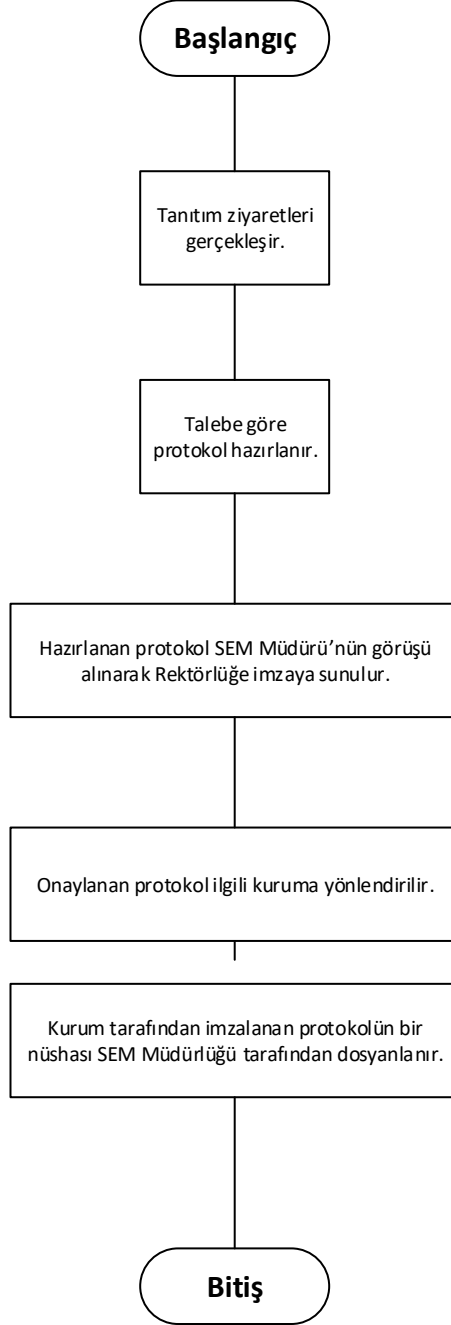 Başlangıç
Tanıtım ziyaretleri
gerçekleşir.
Talebe göre
protokol hazırlanır.
Hazırlanan protokol SEM Müdürü’nün görüşü
alınarak Rektörlüğe imzaya sunulur.
Onaylanan protokol ilgili kuruma yönlendirilir.
Kurum tarafından imzalanan protokolün bir
nüshası SEM Müdürlüğü tarafından dosyanlanır.
Bitiş